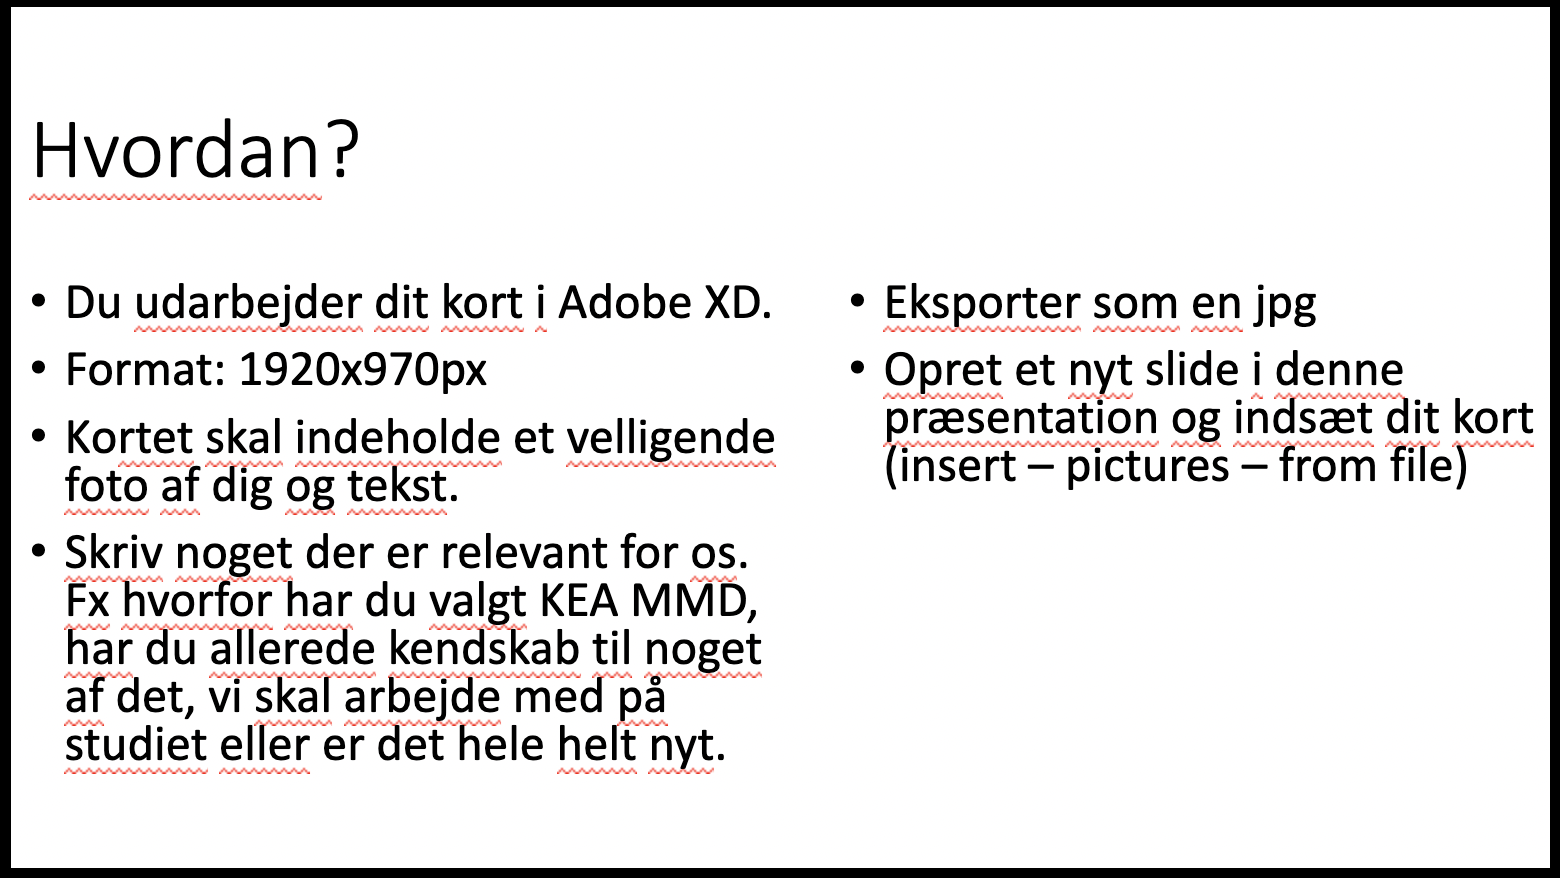 Hvordan?
• Du udarbejder dit kort i Adobe XD.
• Format: 1920x970px
• Kortet skal indeholde et velligende
foto af dig og tekst.
• Skriv noget der er relevant for os.
Fx hvorfor har du valgt KEA MMD,
har du allerede kendskab til noget
af det, vi skal arbejde med på
studiet eller er det hele helt nyt.
• Eksporter som en jpg
• Opret et nyt slide i denne
præsentation og indsæt dit kort
(insert – pictures – from file)